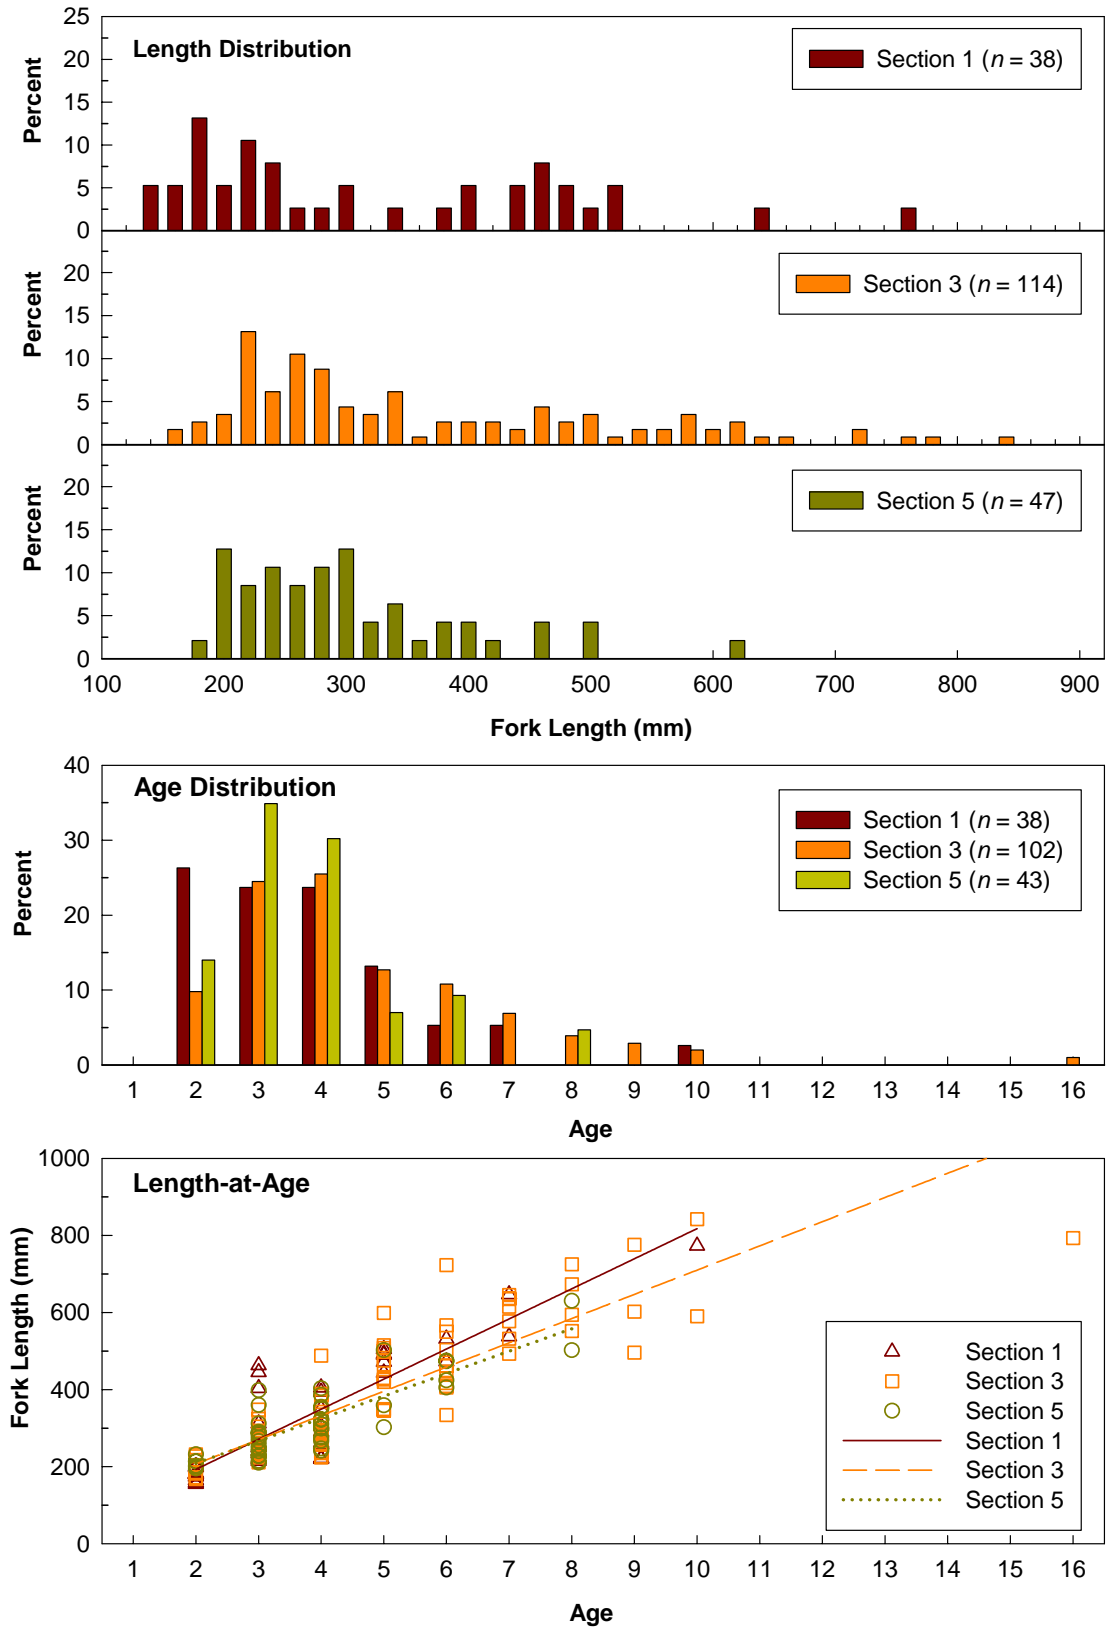 Length Distribution
Section 1 (n = 38)
Percent
25
20
15
10
5
0
Section 3 (n = 114)
Percent
20
15
10
5
0
Section 5 (n = 47)
Percent
20
15
10
5
0
100 200 300 400 500 600 700 800 900
Fork Length (mm)
Age Distribution
Section 1 (n = 38)
Section 3 (n = 102)
Section 5 (n = 43)
Percent
40
30
20
10
0
1 2 3 4 5 6 7 8 9 10 11 12 13 14 15 16
Age
Length-at-Age
Fork Length (mm)
1000
800
600
400
200
0
Section 1
Section 3
Section 5
Section 1
Section 3
Section 5
1 2 3 4 5 6 7 8 9 10 11 12 13 14 15 16
Age